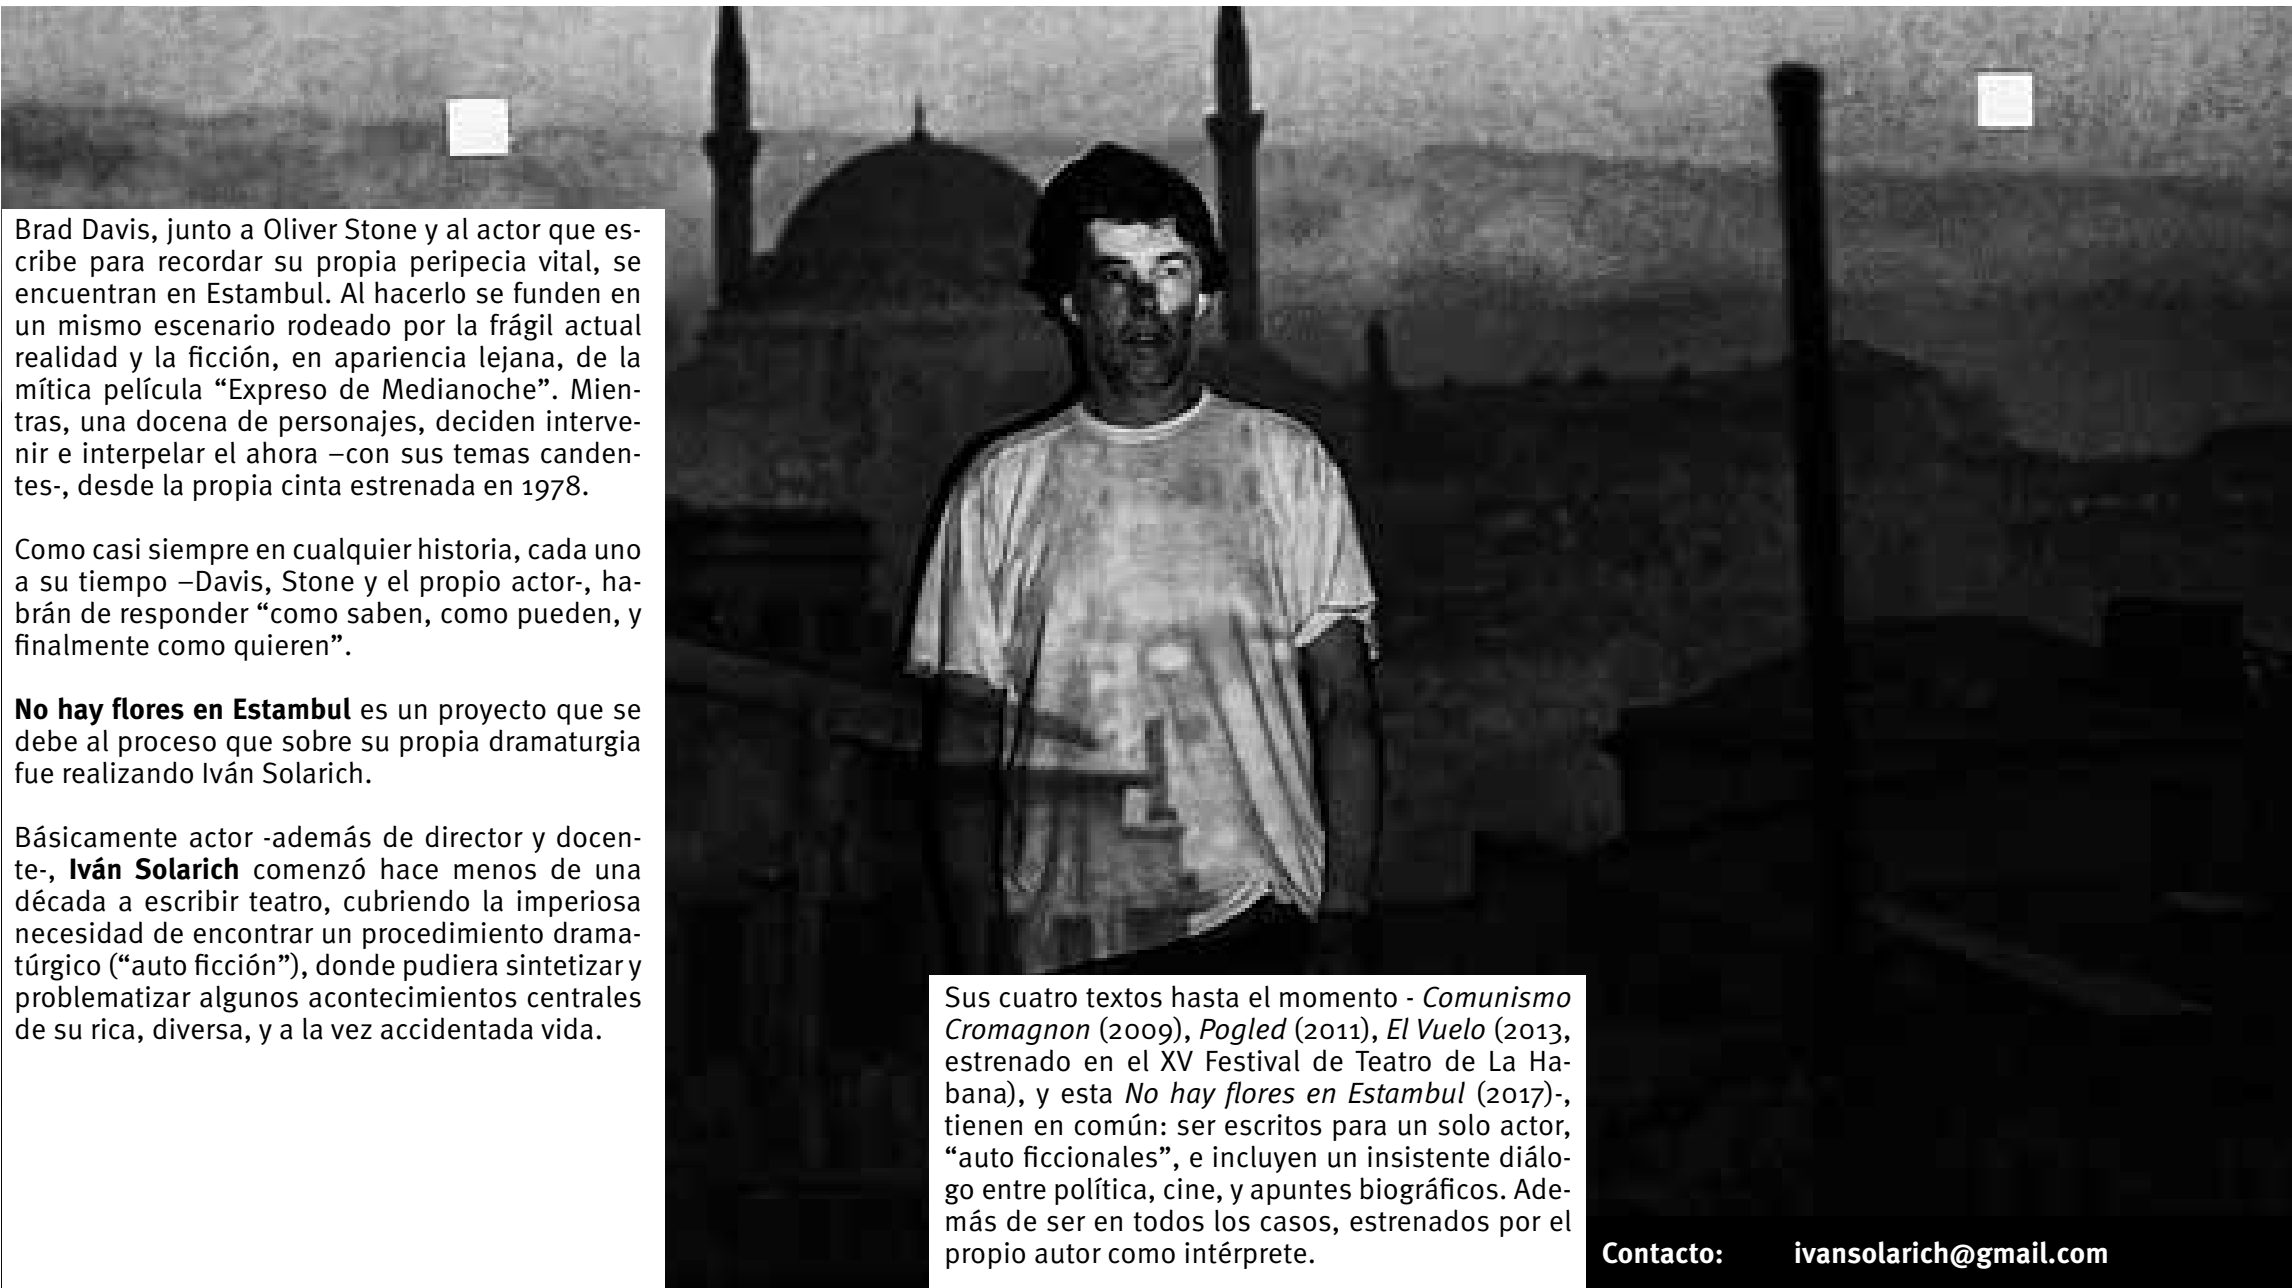 Brad Davis, junto a Oliver Stone y al actor que es-
cribe para recordar su propia peripecia vital, se
encuentran en Estambul. Al hacerlo se funden en
un mismo escenario rodeado por la frágil actual
realidad y la ficción, en apariencia lejana, de la
mítica película “Expreso de Medianoche”. Mien-
tras, una docena de personajes, deciden interve-
nir e interpelar el ahora –con sus temas canden-
tes-, desde la propia cinta estrenada en 1978.
Como casi siempre en cualquier historia, cada uno
a su tiempo –Davis, Stone y el propio actor-, ha-
brán de responder “como saben, como pueden, y
finalmente como quieren”.
No hay flores en Estambul es un proyecto que se
debe al proceso que sobre su propia dramaturgia
fue realizando Iván Solarich.
Básicamente actor -además de director y docen-
te-, Iván Solarich comenzó hace menos de una
década a escribir teatro, cubriendo la imperiosa
necesidad de encontrar un procedimiento drama-
túrgico (“auto ficción”), donde pudiera sintetizar y
problematizar algunos acontecimientos centrales
de su rica, diversa, y a la vez accidentada vida.
Sus cuatro textos hasta el momento - Comunismo
Cromagnon (2009), Pogled (2011), El Vuelo (2013,
estrenado en el XV Festival de Teatro de La Ha-
bana), y esta No hay flores en Estambul (2017)-,
tienen en común: ser escritos para un solo actor,
“auto ficcionales”, e incluyen un insistente diálo-
go entre política, cine, y apuntes biográficos. Ade-
más de ser en todos los casos, estrenados por el
propio autor como intérprete.
Contacto: ivansolarich@gmail.com